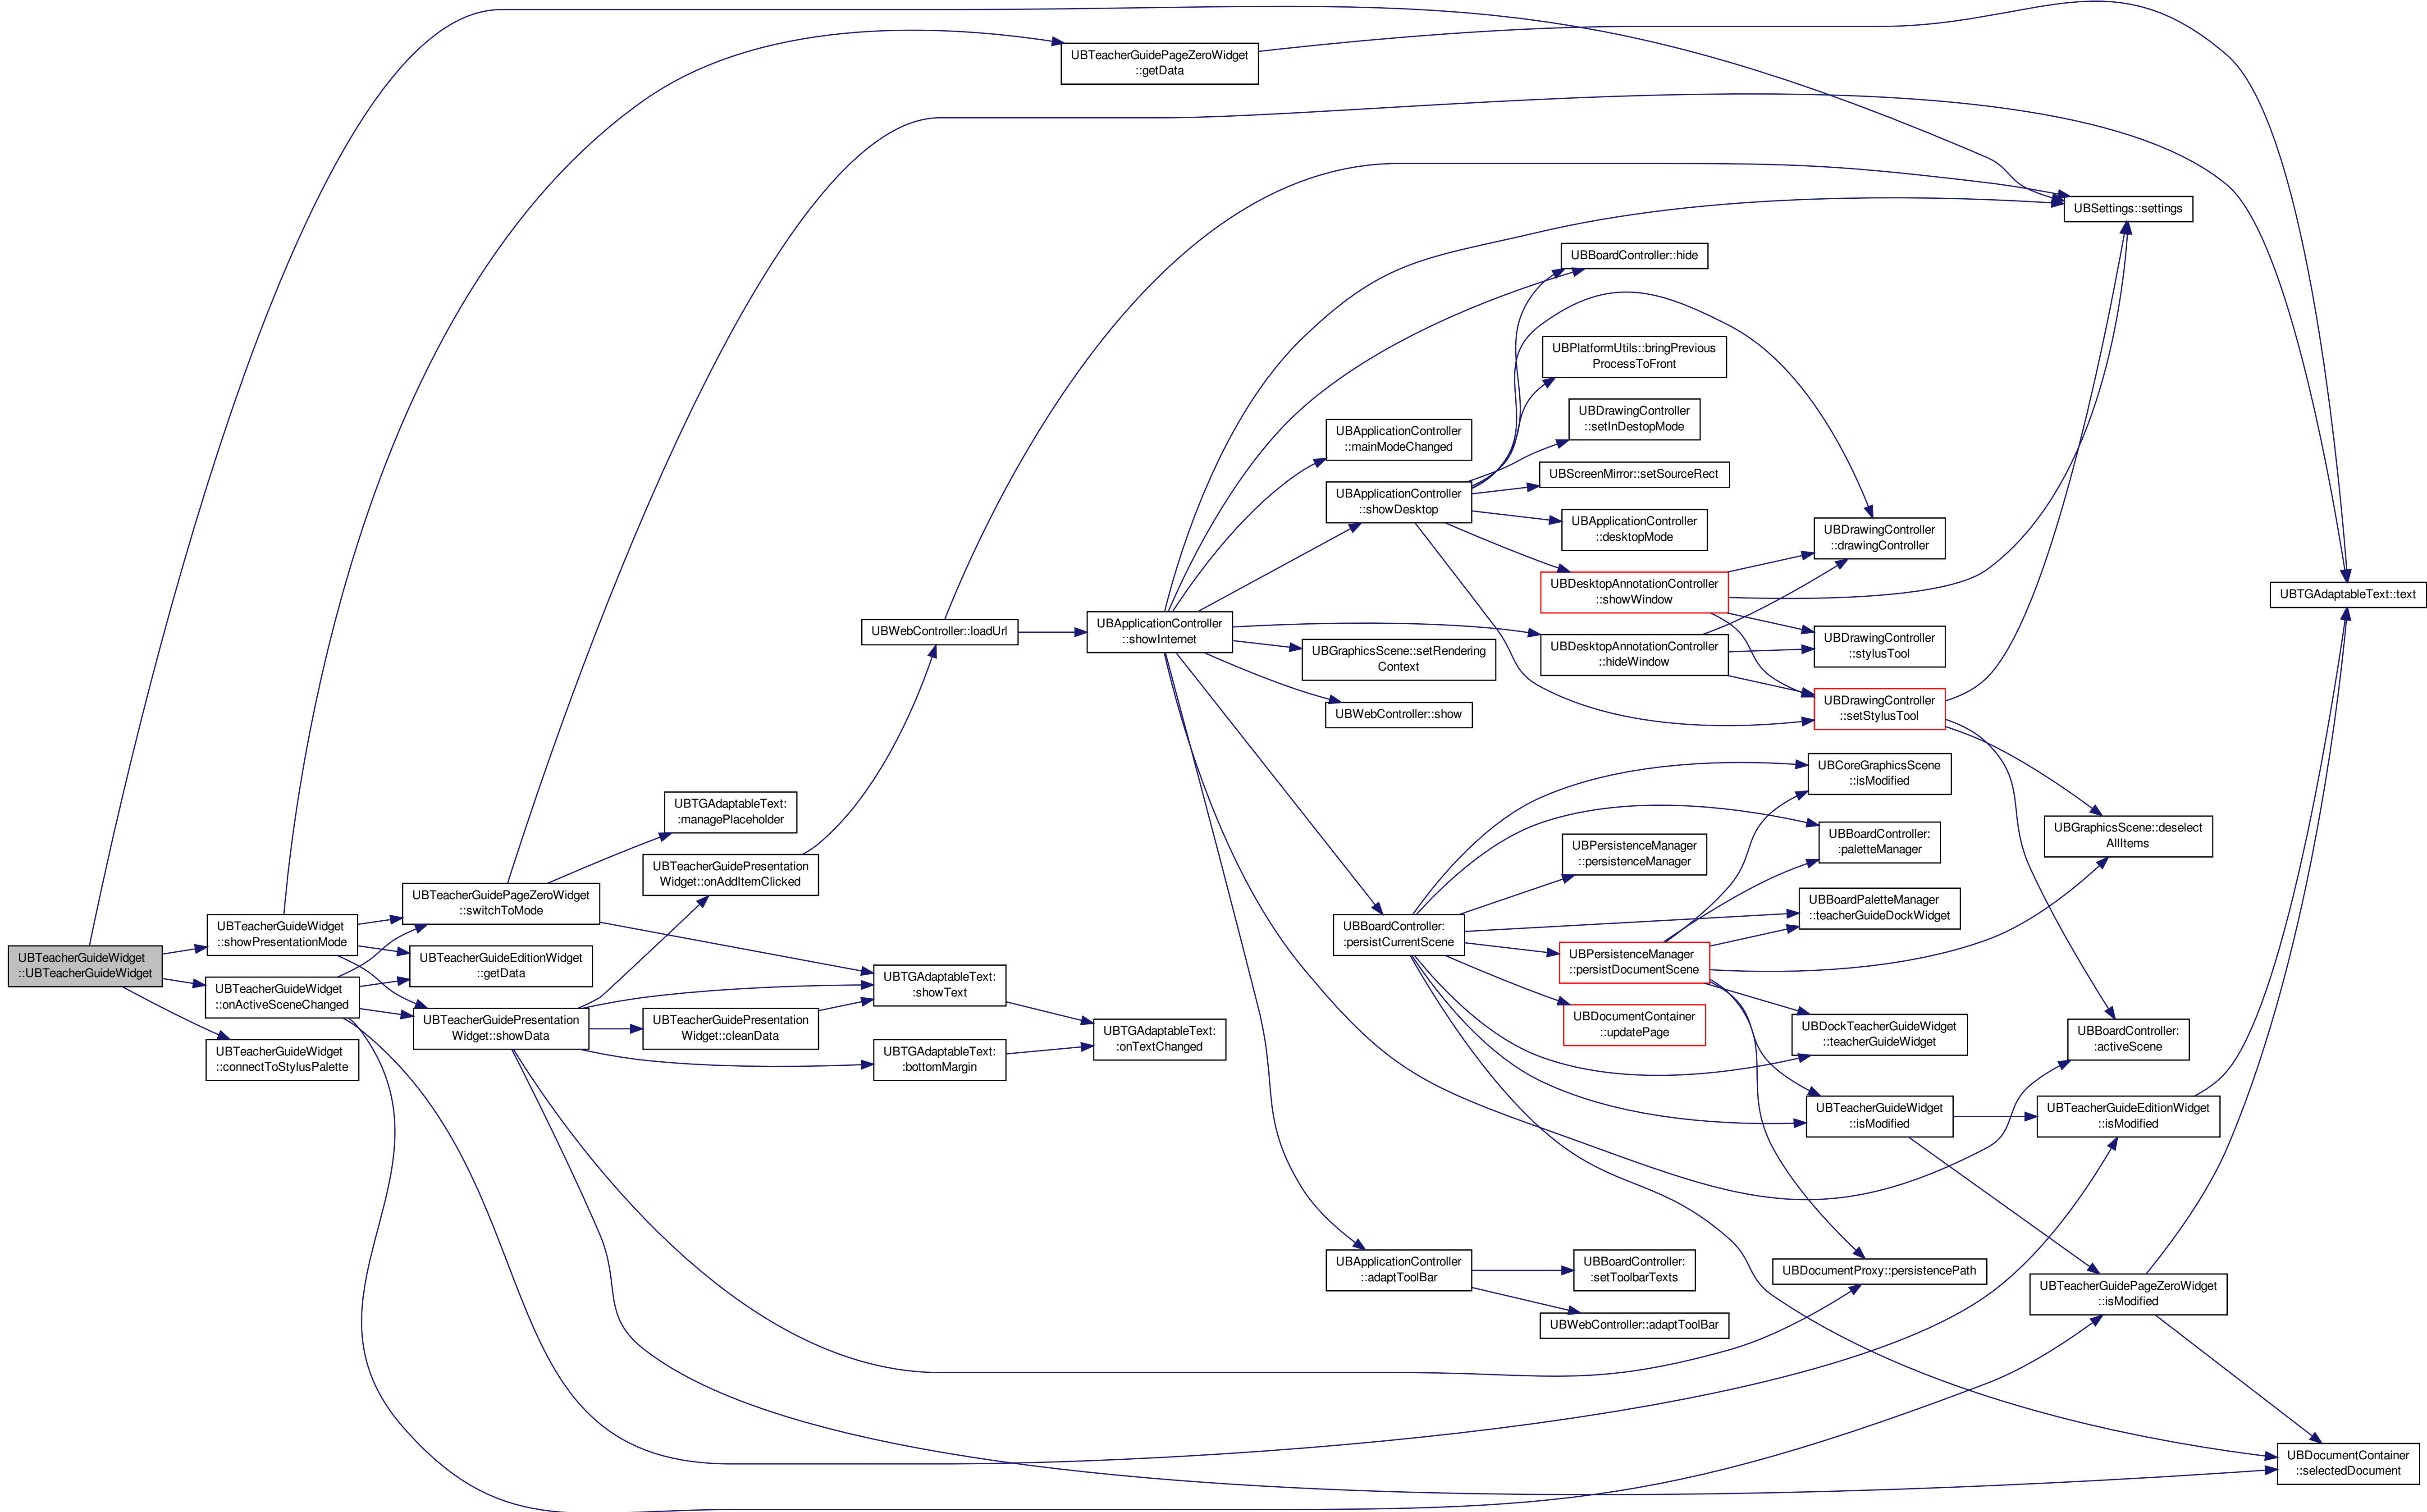 UBTeacherGuideWidget
::UBTeacherGuideWidget
UBTeacherGuideWidget
::showPresentationMode
UBTeacherGuideWidget
::onActiveSceneChanged
UBTeacherGuideWidget
::connectToStylusPalette
UBTeacherGuidePageZeroWidget
::switchToMode
UBTeacherGuideEditionWidget
::getData
UBTeacherGuidePresentation
Widget::showData
UBTGAdaptableText:
:managePlaceholder
UBTeacherGuidePresentation
Widget::onAddItemClicked
UBTeacherGuidePresentation
Widget::cleanData
UBWebController::loadUrl
UBTGAdaptableText:
:showText
UBTGAdaptableText:
:bottomMargin
UBTeacherGuidePageZeroWidget
::getData
UBApplicationController
::showInternet
UBTGAdaptableText:
:onTextChanged
UBApplicationController
::mainModeChanged
UBApplicationController
::showDesktop
UBGraphicsScene::setRendering
Context
UBWebController::show
UBBoardController:
:persistCurrentScene
UBApplicationController
::adaptToolBar
UBBoardController::hide
UBPlatformUtils::bringPrevious
ProcessToFront
UBDrawingController
::setInDestopMode
UBScreenMirror::setSourceRect
UBApplicationController
::desktopMode
UBDesktopAnnotationController
::showWindow
UBDesktopAnnotationController
::hideWindow
UBPersistenceManager
::persistenceManager
UBPersistenceManager
::persistDocumentScene
UBDocumentContainer
::updatePage
UBBoardController:
:setToolbarTexts
UBWebController::adaptToolBar
UBDrawingController
::drawingController
UBDrawingController
::stylusTool
UBDrawingController
::setStylusTool
UBCoreGraphicsScene
::isModified
UBBoardController:
:paletteManager
UBBoardPaletteManager
::teacherGuideDockWidget
UBDockTeacherGuideWidget
::teacherGuideWidget
UBTeacherGuideWidget
::isModified
UBDocumentProxy::persistencePath
UBSettings::settings
UBGraphicsScene::deselect
AllItems
UBBoardController:
:activeScene
UBTeacherGuideEditionWidget
::isModified
UBTeacherGuidePageZeroWidget
::isModified
UBTGAdaptableText::text
UBDocumentContainer
::selectedDocument